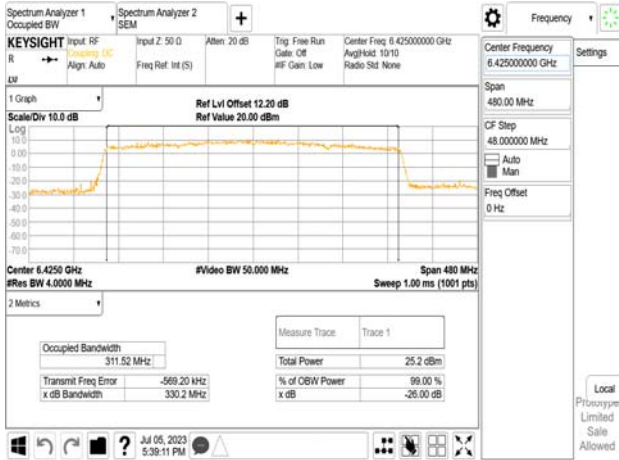 Spectrum Analyzer 1
Occupied BW
Spectrum Analyzer 2
SEM
+
Frequency
KEYSIGHT
R
Input: RF
Coupling: DC
Align: Auto
Input Z: 50 Ω
Freq Ref: Int (S)
Atten: 20 dB
Trig: Free Run
Gate: Off
#IF Gain: Low
Center Freq: 6.425000000 GHz
Avg|Hold: 10/10
Radio Std: None
Center Frequency
6.425000000 GHz
Settings
Span
480.00 MHz
CF Step
48.000000 MHz
Auto
Man
Freq Offset
0 Hz
1 Graph
Scale/Div 10.0 dB
Ref Lvl Offset 12.20 dB
Ref Value 20.00 dBm
Log
10.0
0.00
-10.0
-20.0
-30.0
-40.0
-50.0
-60.0
-70.0
Center 6.4250 GHz
#Res BW 4.0000 MHz
#Video BW 50.000 MHz
Span 480 MHz
Sweep 1.00 ms (1001 pts)
2 Metrics
Measure Trace
Trace 1
Occupied Bandwidth
311.52 MHz
Total Power
25.2 dBm
Transmit Freq Error
-569.20 kHz
% of OBW Power
99.00 %
x dB Bandwidth
330.2 MHz
x dB
-26.00 dB
Local
Prototype
Limited
Sale
Allowed
?
Jul 05, 2023
5:39:11 PM